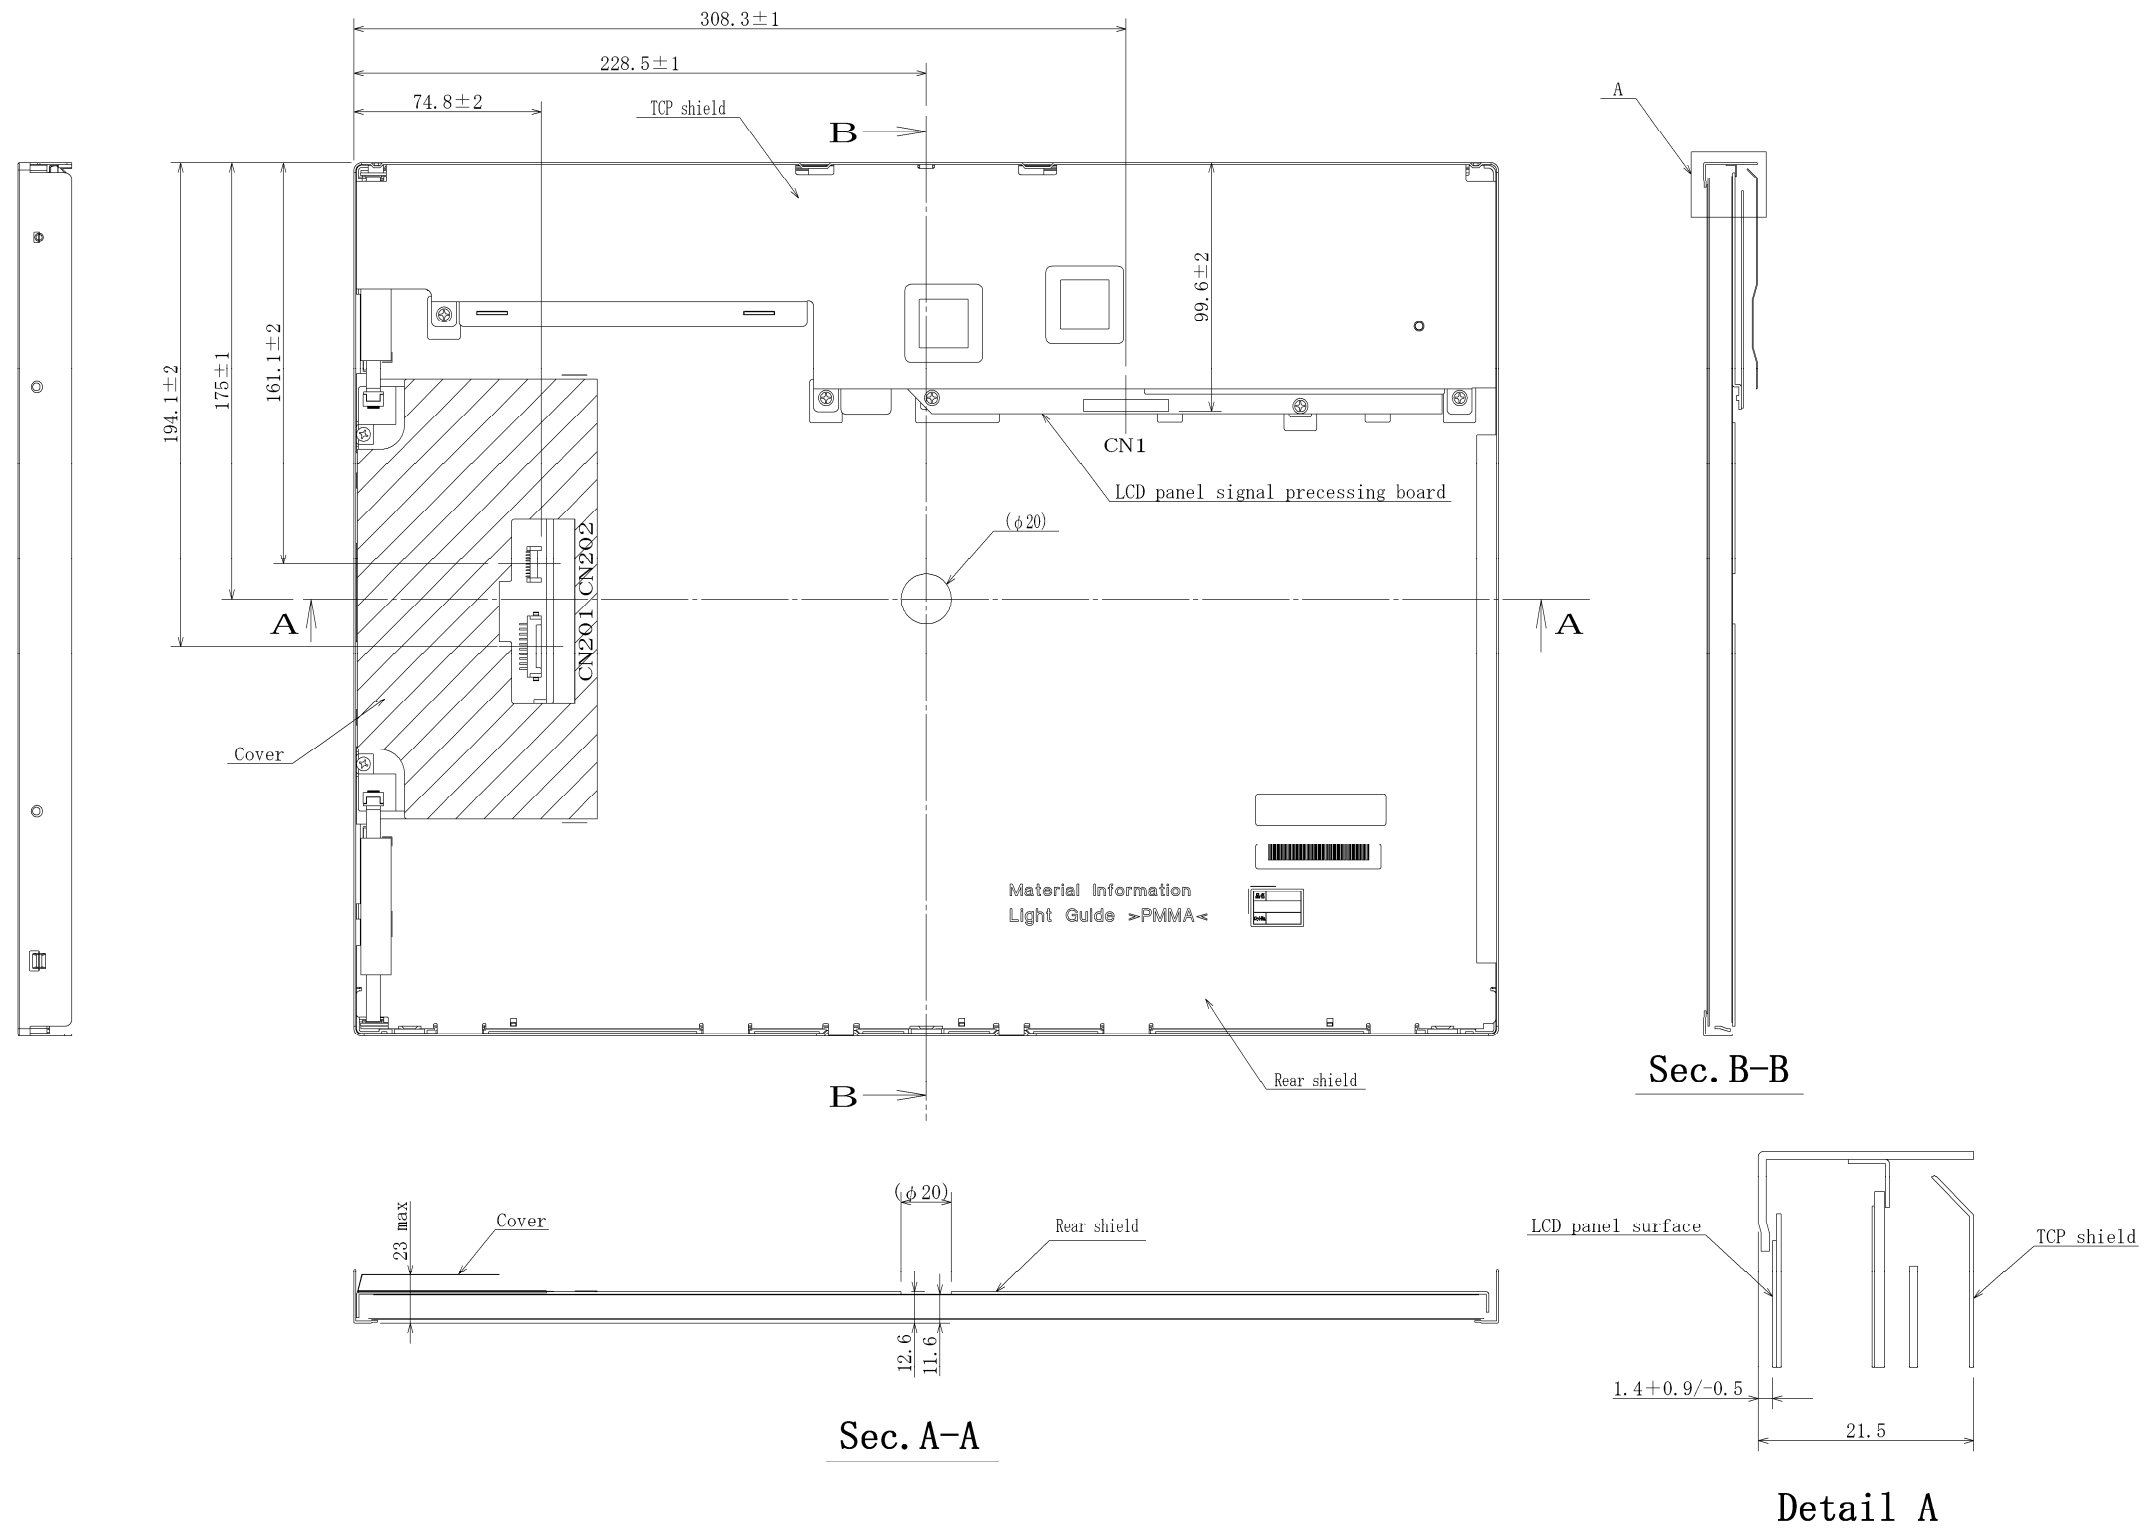 308.3±1
228.5±1
74.8±2
TCP shield
B
A
194.1±2
175±1
161.1±2
99.6±2
CN1
LCD panel signal precessing board
(φ20)
CN202
CN201
A
A
Cover
Material Information
Light Guide >PMMA<
Rear shield
B
Sec.B-B
(φ20)
23 max
Cover
Rear shield
12.6
11.6
Sec.A-A
LCD panel surface
TCP shield
1.4+0.9/-0.5
21.5
Detail A